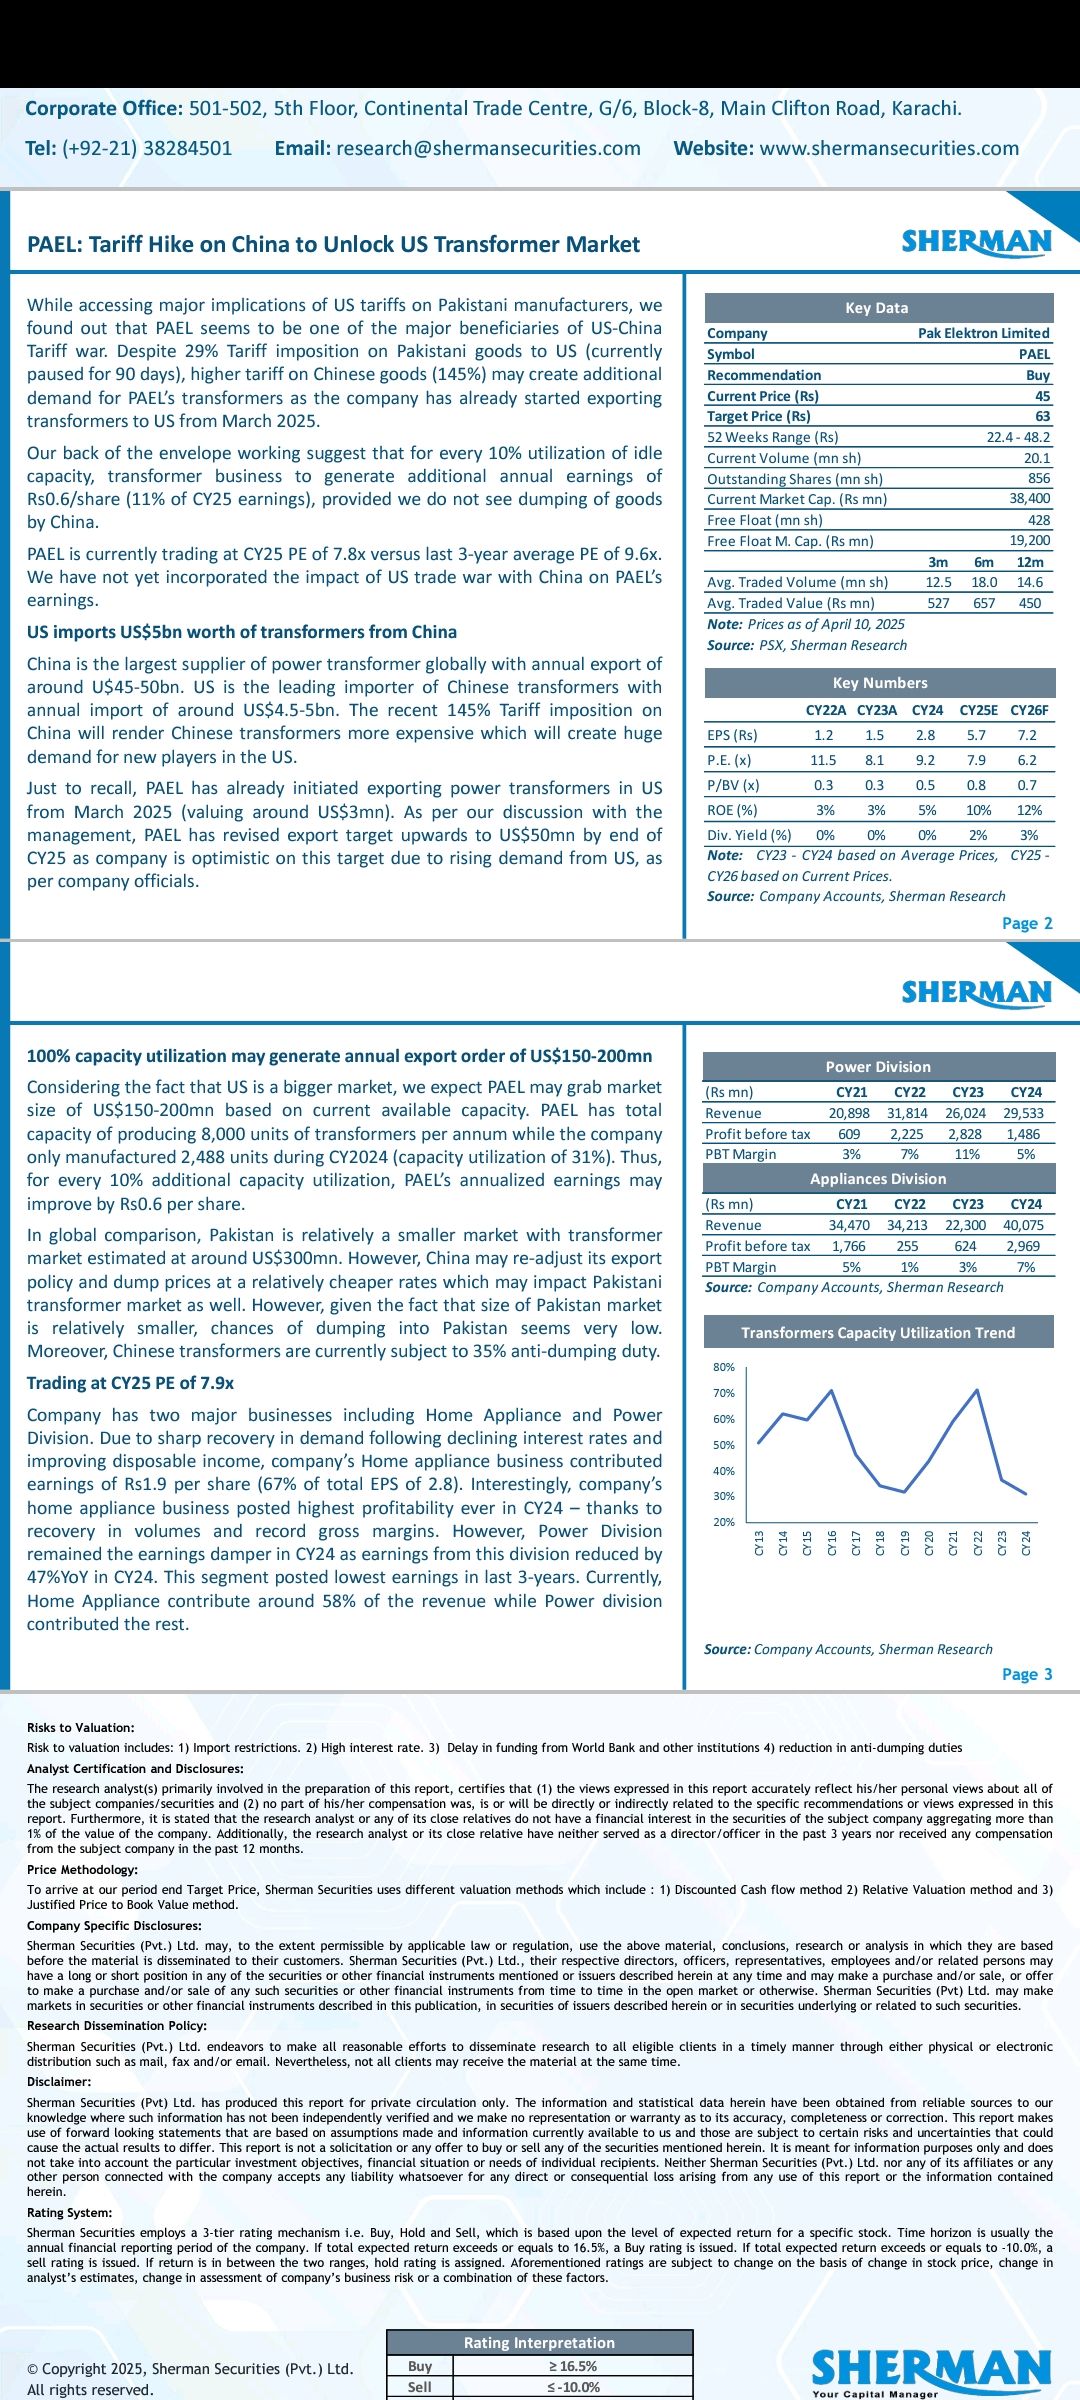 Corporate Office: 501-502, 5th Floor, Continental Trade Centre, G/6, Block-8, Main Clifton Road, Karachi.
Tel: (+92-21) 38284501 Email: research@shermansecurities.com Website: www.shermansecurities.com
PAEL: Tariff Hike on China to Unlock US Transformer Market
SHERMAN
While accessing major implications of US tariffs on Pakistani manufacturers, we
found out that PAEL seems to be one of the major beneficiaries of US-China
Tariff war. Despite 29% Tariff imposition on Pakistani goods to US (currently
paused for 90 days), higher tariff on Chinese goods (145%) may create additional
demand for PAEL's transformers as the company has already started exporting
transformers to US from March 2025.
Our back of the envelope working suggest that for every 10% utilization of idle
capacity, transformer business to generate additional annual earnings of
Rs0.6/share (11% of CY25 earnings), provided we do not see dumping of goods
by China.
PAEL is currently trading at CY25 PE of 7.8x versus last 3-year average PE of 9.6x.
We have not yet incorporated the impact of US trade war with China on PAEL's
earnings.
US imports US$5bn worth of transformers from China
China is the largest supplier of power transformer globally with annual export of
around U$45-50bn. US is the leading importer of Chinese transformers with
annual import of around US$4.5-5bn. The recent 145% Tariff imposition on
China will render Chinese transformers more expensive which will create huge
demand for new players in the US.
Just to recall, PAEL has already initiated exporting power transformers in US
from March 2025 (valuing around US$3mn). As per our discussion with the
management, PAEL has revised export target upwards to US$50mn by end of
CY25 as company is optimistic on this target due to rising demand from US, as
per company officials.
Key Data
Company Pak Elektron Limited
Symbol PAEL
Recommendation Buy
Current Price (Rs) 45
Target Price (Rs) 63
52 Weeks Range (Rs) 22.4 - 48.2
Current Volume (mn sh) 20.1
Outstanding Shares (mn sh) 856
Current Market Cap. (Rs mn) 38,400
Free Float (mn sh) 428
Free Float M. Cap. (Rs mn) 19,200
3m 6m 12m
Avg. Traded Volume (mn sh) 12.5 18.0 14.6
Avg. Traded Value (Rs mn) 527 657 450
Note: Prices as of April 10, 2025
Source: PSX, Sherman Research
Key Numbers
CY22A CY23A CY24 CY25E CY26F
EPS (Rs) 1.2 1.5 2.8 5.7 7.2
P.E. (x) 11.5 8.1 9.2 7.9 6.2
P/BV (x) 0.3 0.3 0.5 0.8 0.7
ROE (%) 3% 3% 5% 10% 12%
Div. Yield (%) 0% 0% 0% 2% 3%
Note: CY23 - CY24 based on Average Prices, CY25 -
CY26 based on Current Prices.
Source: Company Accounts, Sherman Research
Page 2
SHERMAN
100% capacity utilization may generate annual export order of US$150-200mn
Considering the fact that US is a bigger market, we expect PAEL may grab market
size of US$150-200mn based on current available capacity. PAEL has total
capacity of producing 8,000 units of transformers per annum while the company
only manufactured 2,488 units during CY2024 (capacity utilization of 31%). Thus,
for every 10% additional capacity utilization, PAEL's annualized earnings may
improve by Rs0.6 per share.
In global comparison, Pakistan is relatively a smaller market with transformer
market estimated at around US$300mn. However, China may re-adjust its export
policy and dump prices at a relatively cheaper rates which may impact Pakistani
transformer market as well. However, given the fact that size of Pakistan market
is relatively smaller, chances of dumping into Pakistan seems very low.
Moreover, Chinese transformers are currently subject to 35% anti-dumping duty.
Trading at CY25 PE of 7.9x
Company has two major businesses including Home Appliance and Power
Division. Due to sharp recovery in demand following declining interest rates and
improving disposable income, company's Home appliance business contributed
earnings of Rs1.9 per share (67% of total EPS of 2.8). Interestingly, company's
home appliance business posted highest profitability ever in CY24 – thanks to
recovery in volumes and record gross margins. However, Power Division
remained the earnings damper in CY24 as earnings from this division reduced by
47%YoY in CY24. This segment posted lowest earnings in last 3-years. Currently,
Home Appliance contribute around 58% of the revenue while Power division
contributed the rest.
Power Division
(Rs mn) CY21 CY22 CY23 CY24
Revenue 20,898 31,814 26,024 29,533
Profit before tax 609 2,225 2,828 1,486
PBT Margin 3% 7% 11% 5%
Appliances Division
(Rs mn) CY21 CY22 CY23 CY24
Revenue 34,470 34,213 22,300 40,075
Profit before tax 1,766 255 624 2,969
PBT Margin 5% 1% 3% 7%
Source: Company Accounts, Sherman Research
Transformers Capacity Utilization Trend
80%
70%
60%
50%
40%
30%
20%
CY13 CY14 CY15 CY16 CY17 CY18 CY19 CY20 CY21 CY22 CY23 CY24
Source: Company Accounts, Sherman Research
Page 3
Risks to Valuation:
Risk to valuation includes: 1) Import restrictions. 2) High interest rate. 3) Delay in funding from World Bank and other institutions 4) reduction in anti-dumping duties
Analyst Certification and Disclosures:
The research analyst(s) primarily involved in the preparation of this report, certifies that (1) the views expressed in this report accurately reflect his/her personal views about all of
the subject companies/securities and (2) no part of his/her compensation was, is or will be directly or indirectly related to the specific recommendations or views expressed in this
report. Furthermore, it is stated that the research analyst or any of its close relatives do not have a financial interest in the securities of the subject company aggregating more than
1% of the value of the company. Additionally, the research analyst or its close relative have neither served as a director/officer in the past 3 years nor received any compensation
from the subject company in the past 12 months.
Price Methodology:
To arrive at our period end Target Price, Sherman Securities uses different valuation methods which include : 1) Discounted Cash flow method 2) Relative Valuation method and 3)
Justified Price to Book Value method.
Company Specific Disclosures:
Sherman Securities (Pvt.) Ltd. may, to the extent permissible by applicable law or regulation, use the above material, conclusions, research or analysis in which they are based
before the material is disseminated to their customers. Sherman Securities (Pvt.) Ltd., their respective directors, officers, representatives, employees and/or related persons may
have a long or short position in any of the securities or other financial instruments mentioned or issuers described herein at any time and may make a purchase and/or sale, or offer
to make a purchase and/or sale of any such securities or other financial instruments from time to time in the open market or otherwise. Sherman Securities (Pvt) Ltd. may make
markets in securities or other financial instruments described in this publication, in securities of issuers described herein or in securities underlying or related to such securities.
Research Dissemination Policy:
Sherman Securities (Pvt.) Ltd. endeavors to make all reasonable efforts to disseminate research to all eligible clients in a timely manner through either physical or electronic
distribution such as mail, fax and/or email. Nevertheless, not all clients may receive the material at the same time.
Disclaimer:
Sherman Securities (Pvt) Ltd. has produced this report for private circulation only. The information and statistical data herein have been obtained from reliable sources to our
knowledge where such information has not been independently verified and we make no representation or warranty as to its accuracy, completeness or correction. This report makes
use of forward looking statements that are based on assumptions made and information currently available to us and those are subject to certain risks and uncertainties that could
cause the actual results to differ. This report is not a solicitation or any offer to buy or sell any of the securities mentioned herein. It is meant for information purposes only and does
not take into account the particular investment objectives, financial situation or needs of individual recipients. Neither Sherman Securities (Pvt.) Ltd. nor any of its affiliates or any
other person connected with the company accepts any liability whatsoever for any direct or consequential loss arising from any use of this report or the information contained
herein.
Rating System:
Sherman Securities employs a 3-tier rating mechanism i.e. Buy, Hold and Sell, which is based upon the level of expected return for a specific stock. Time horizon is usually the
annual financial reporting period of the company. If total expected return exceeds or equals to 16.5%, a Buy rating is issued. If total expected return exceeds or equals to -10.0%, a
sell rating is issued. If return is in between the two ranges, hold rating is assigned. Aforementioned ratings are subject to change on the basis of change in stock price, change in
analyst's estimates, change in assessment of company's business risk or a combination of these factors.
Rating Interpretation
Buy ≥ 16.5%
Sell ≤ -10.0%
© Copyright 2025, Sherman Securities (Pvt.) Ltd.
All rights reserved.
SHERMAN
Your Capital Manager